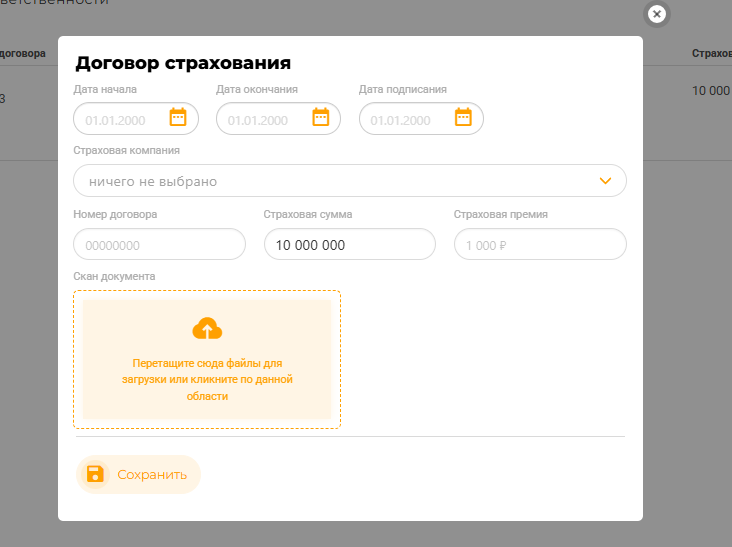 ветственности
договора
Страхов
3
10 000
Договор страхования
Дата начала
Дата окончания
Дата подписания
01.01.2000
01.01.2000
01.01.2000
Страховая компания
ничего не выбрано
Номер договора
Страховая сумма
Страховая премия
00000000
10 000 000
1 000 ₽
Скан документа
Перетащите сюда файлы для
загрузки или кликните по данной
области
Сохранить